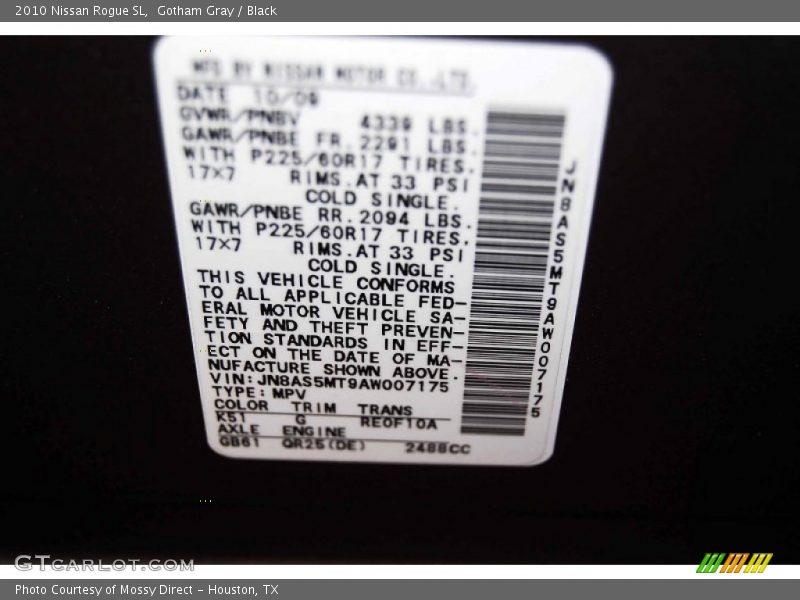 2010 Nissan Rogue SL, Gotham Gray / Black
MFG BY NISSAN MOTOR CO.,LTD.
DATE 10/09
GVWR/PNBV 4339 LBS.
GAWR/PNBE FR. 2291 LBS.
WITH P225/60R17 TIRES.
17×7 RIMS. AT 33 PSI
COLD SINGLE.
GAWR/PNBE RR. 2094 LBS.
WITH P225/60R17 TIRES.
17×7 RIMS. AT 33 PSI
COLD SINGLE.
THIS VEHICLE CONFORMS
TO ALL APPLICABLE FED-
ERAL MOTOR VEHICLE SA-
FETY AND THEFT PREVEN-
TION STANDARDS IN EFF-
ECT ON THE DATE OF MA-
NUFACTURE SHOWN ABOVE.
VIN:JN8AS5MT9AW007175
TYPE:MPV
COLOR TRIM TRANS
K51 G RE0F10A
AXLE ENGINE
GB61 QR25(DE) 2488CC
JN8AS5MT9AW007175
GTCARLOT.COM
Photo Courtesy of Mossy Direct - Houston, TX